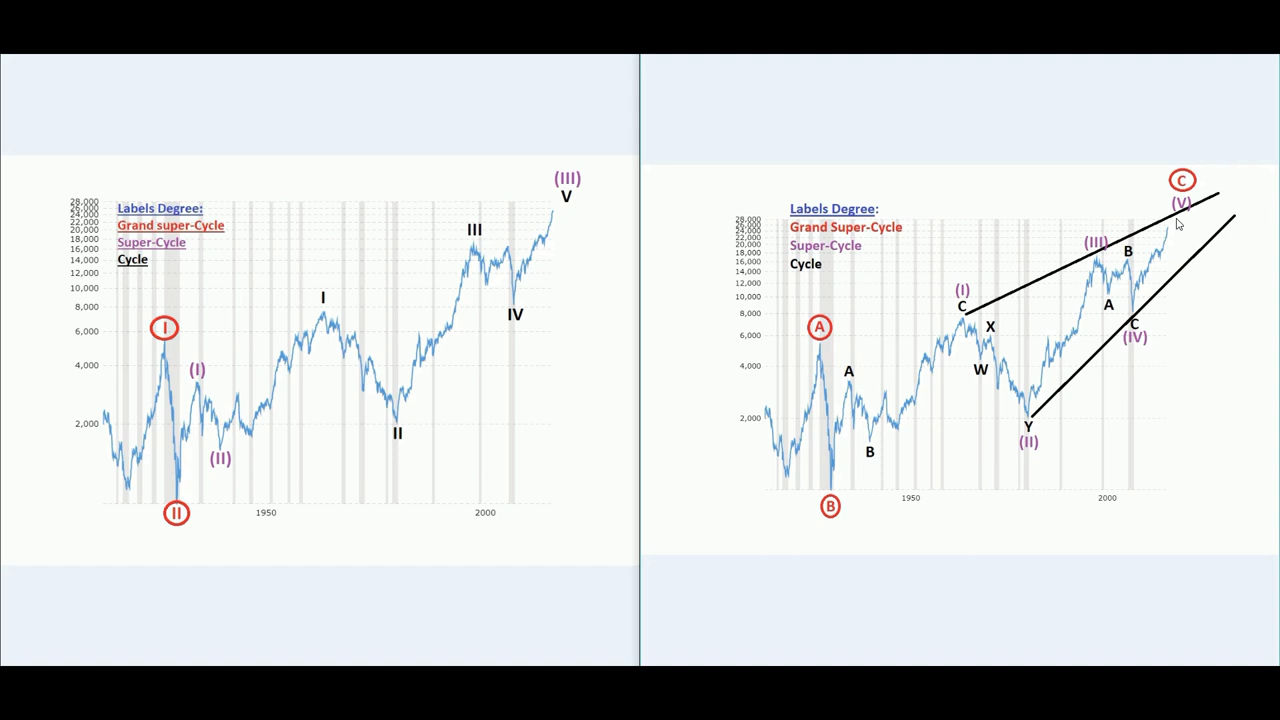 (III)
V
28,000
26,000
24,000
22,000
20,000
18,000
16,000
14,000
12,000
10,000
8,000
6,000
4,000
2,000
Labels Degree:
Grand super-Cycle
Super-Cycle
Cycle
III
I
IV
I
(I)
II
(II)
II
1950
2000
C
(V)
28,000
24,000
20,000
18,000
16,000
14,000
12,000
10,000
8,000
6,000
4,000
2,000
Labels Degree:
Grand Super-Cycle
Super-Cycle
Cycle
(III)
B
(I)
C
A
X
C
(IV)
A
W
A
Y
(II)
B
1950
2000
B